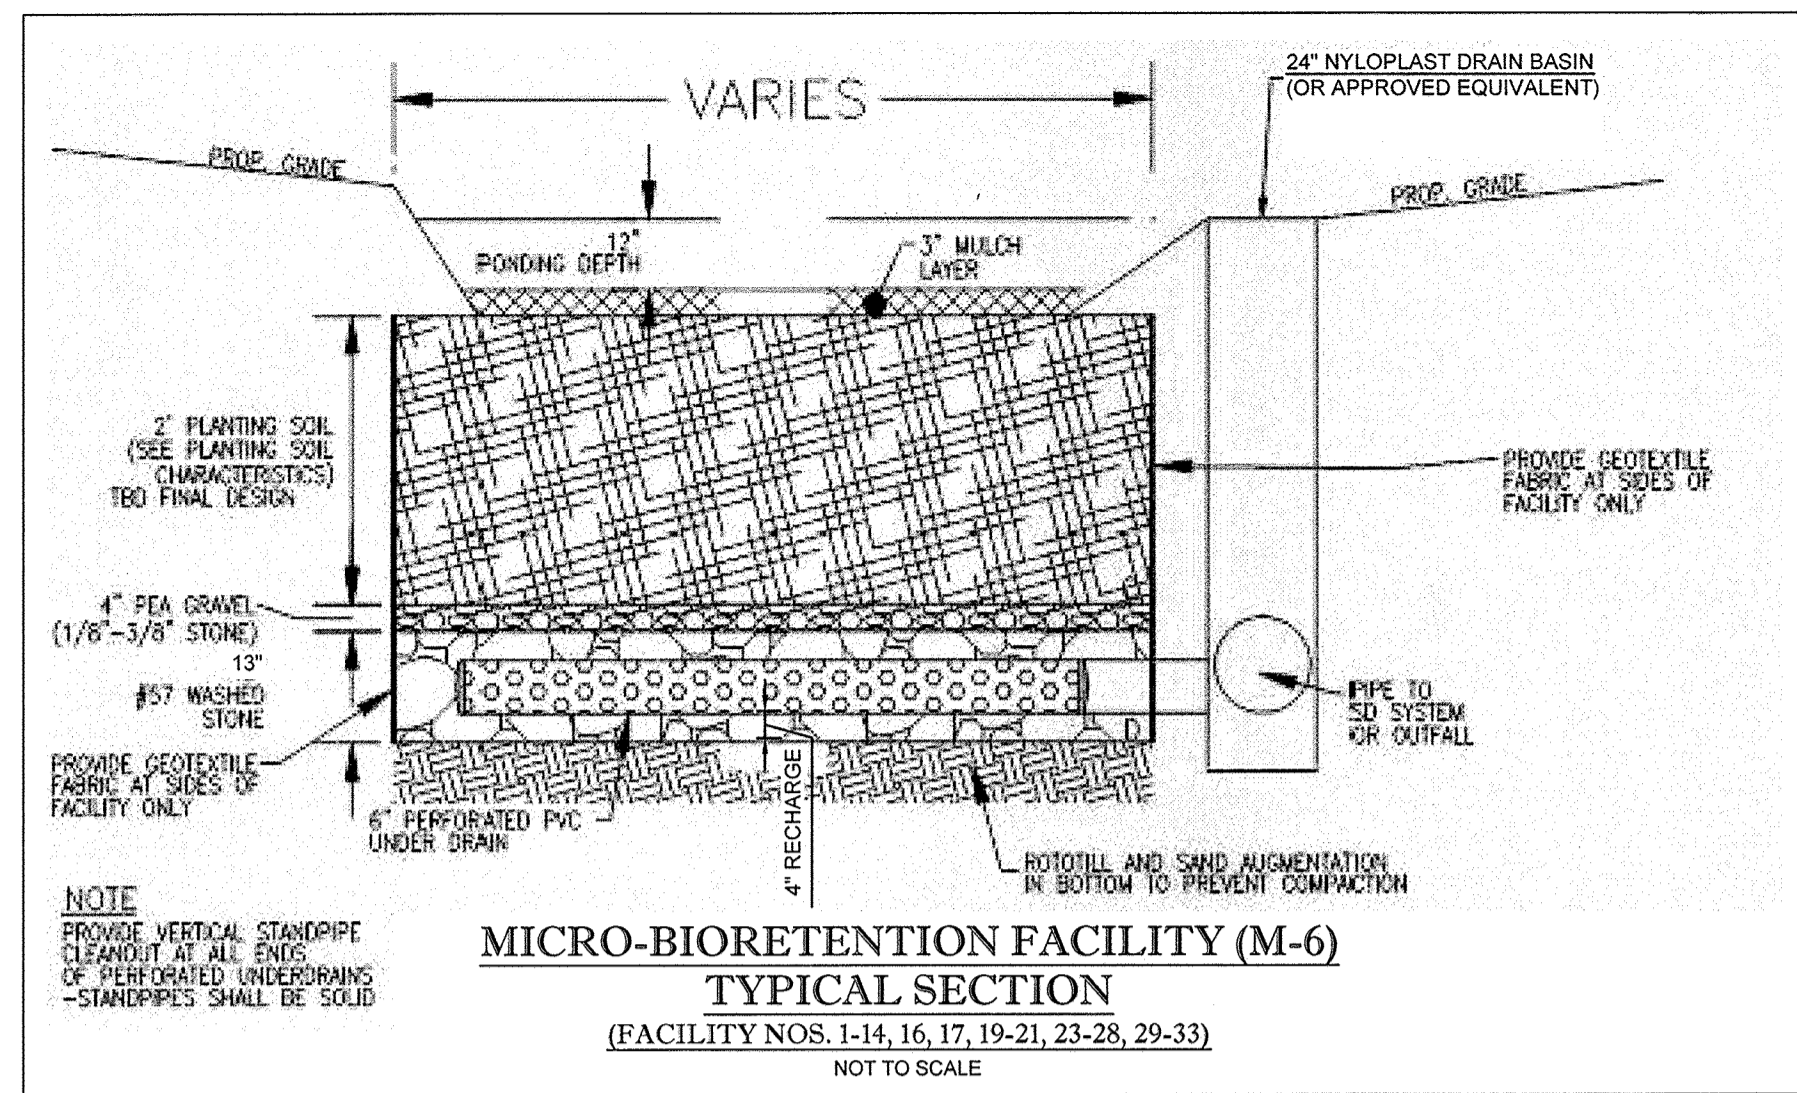 VARIES
24" NYLOPLAST DRAIN BASIN
(OR APPROVED EQUIVALENT)
PROP. GRADE
PROP. GRADE
12"
PONDING DEPTH
3" MULCH
LAYER
2' PLANTING SOIL
(SEE PLANTING SOIL
CHARACTERISTICS)
TBD FINAL DESIGN
PROVIDE GEOTEXTILE
FABRIC AT SIDES OF
FACILITY ONLY
4" PEA GRAVEL
(1/8"-3/8" STONE)
13"
#57 WASHED
STONE
PIPE TO
SD SYSTEM
OR OUTFALL
PROVIDE GEOTEXTILE
FABRIC AT SIDES OF
FACILITY ONLY
6" PERFORATED PVC
UNDER DRAIN
4" RECHARGE
ROTOTILL AND SAND AUGMENTATION
IN BOTTOM TO PREVENT COMPACTION
NOTE
PROVIDE VERTICAL STANDPIPE
CLEANOUT AT ALL ENDS
OF PERFORATED UNDERDRAINS
-STANDPIPES SHALL BE SOLID
MICRO-BIORETENTION FACILITY (M-6)
TYPICAL SECTION
(FACILITY NOS. 1-14, 16, 17, 19-21, 23-28, 29-33)
NOT TO SCALE